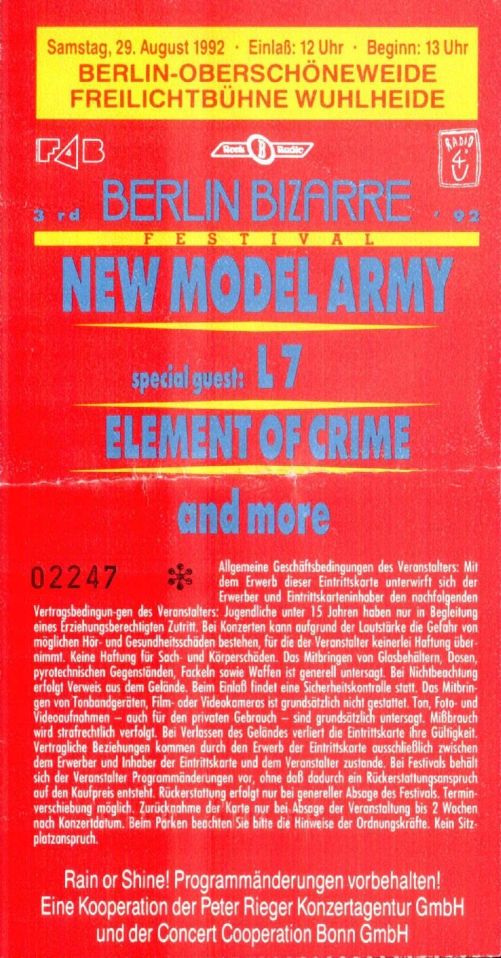 Samstag, 29. August 1992 · Einlaß: 12 Uhr · Beginn: 13 Uhr
BERLIN-OBERSCHÖNEWEIDE
FREILICHTBÜHNE WUHLHEIDE
FAB
Rock B Radio
RADIO 4 U
3rd BERLIN BIZARRE '92
FESTIVAL
NEW MODEL ARMY
special guest: L7
ELEMENT OF CRIME
and more
02247
Allgemeine Geschäftsbedingungen des Veranstalters: Mit
dem Erwerb dieser Eintrittskarte unterwirft sich der
Erwerber und Eintrittskarteninhaber den nachfolgenden
Vertragsbedingun-gen des Veranstalters: Jugendliche unter 15 Jahren haben nur in Begleitung
eines Erziehungsberechtigten Zutritt. Bei Konzerten kann aufgrund der Lautstärke die Gefahr von
möglichen Hör- und Gesundheitsschäden bestehen, für die der Veranstalter keinerlei Haftung über-
nimmt. Keine Haftung für Sach- und Körperschäden. Das Mitbringen von Glasbehältern, Dosen,
pyrotechnischen Gegenständen, Fackeln sowie Waffen ist generell untersagt. Bei Nichtbeachtung
erfolgt Verweis aus dem Gelände. Beim Einlaß findet eine Sicherheitskontrolle statt. Das Mitbrin-
gen von Tonbandgeräten, Film- oder Videokameras ist grundsätzlich nicht gestattet. Ton, Foto- und
Videoaufnahmen – auch für den privaten Gebrauch – sind grundsätzlich untersagt. Mißbrauch
wird strafrechtlich verfolgt. Bei Verlassen des Geländes verliert die Eintrittskarte ihre Gültigkeit.
Vertragliche Beziehungen kommen durch den Erwerb der Eintrittskarte ausschließlich zwischen
dem Erwerber und Inhaber der Eintrittskarte und dem Veranstalter zustande. Bei Festivals behält
sich der Veranstalter Programmänderungen vor, ohne daß dadurch ein Rückerstattungsanspruch
auf den Kaufpreis entsteht. Rückerstattung erfolgt nur bei genereller Absage des Festivals. Termin-
verschiebung möglich. Zurücknahme der Karte nur bei Absage der Veranstaltung bis 2 Wochen
nach Konzertdatum. Beim Parken beachten Sie bitte die Hinweise der Ordnungskräfte. Kein Sitz-
platzanspruch.
Rain or Shine! Programmänderungen vorbehalten!
Eine Kooperation der Peter Rieger Konzertagentur GmbH
und der Concert Cooperation Bonn GmbH